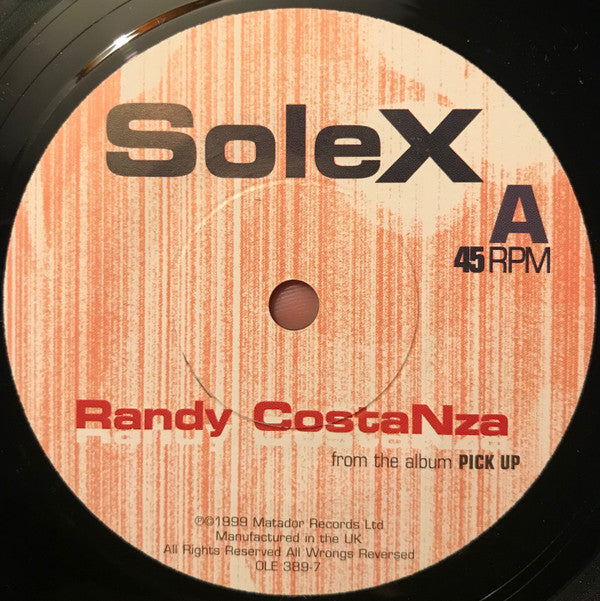 SoleX
A
45 RPM
Randy CostaNza
from the album PICK UP
℗©1999 Matador Records Ltd
Manufactured in the UK
All Rights Reserved All Wrongs Reversed
OLE 389-7